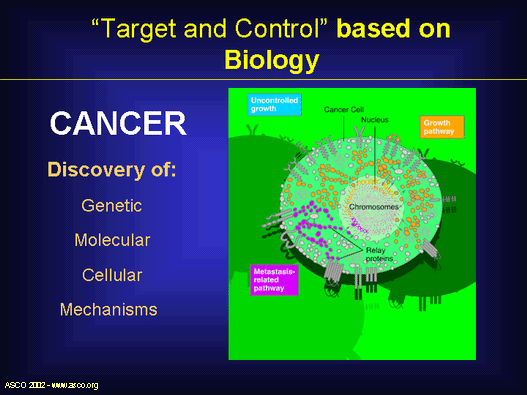 “Target and Control” based on
Biology
CANCER
Discovery of:
Genetic
Molecular
Cellular
Mechanisms
Uncontrolled
growth
Cancer Cell
Nucleus
Growth
pathway
Chromosomes
Relay
proteins
Metastasis-
related
pathway
ASCO 2002 - www.asco.org